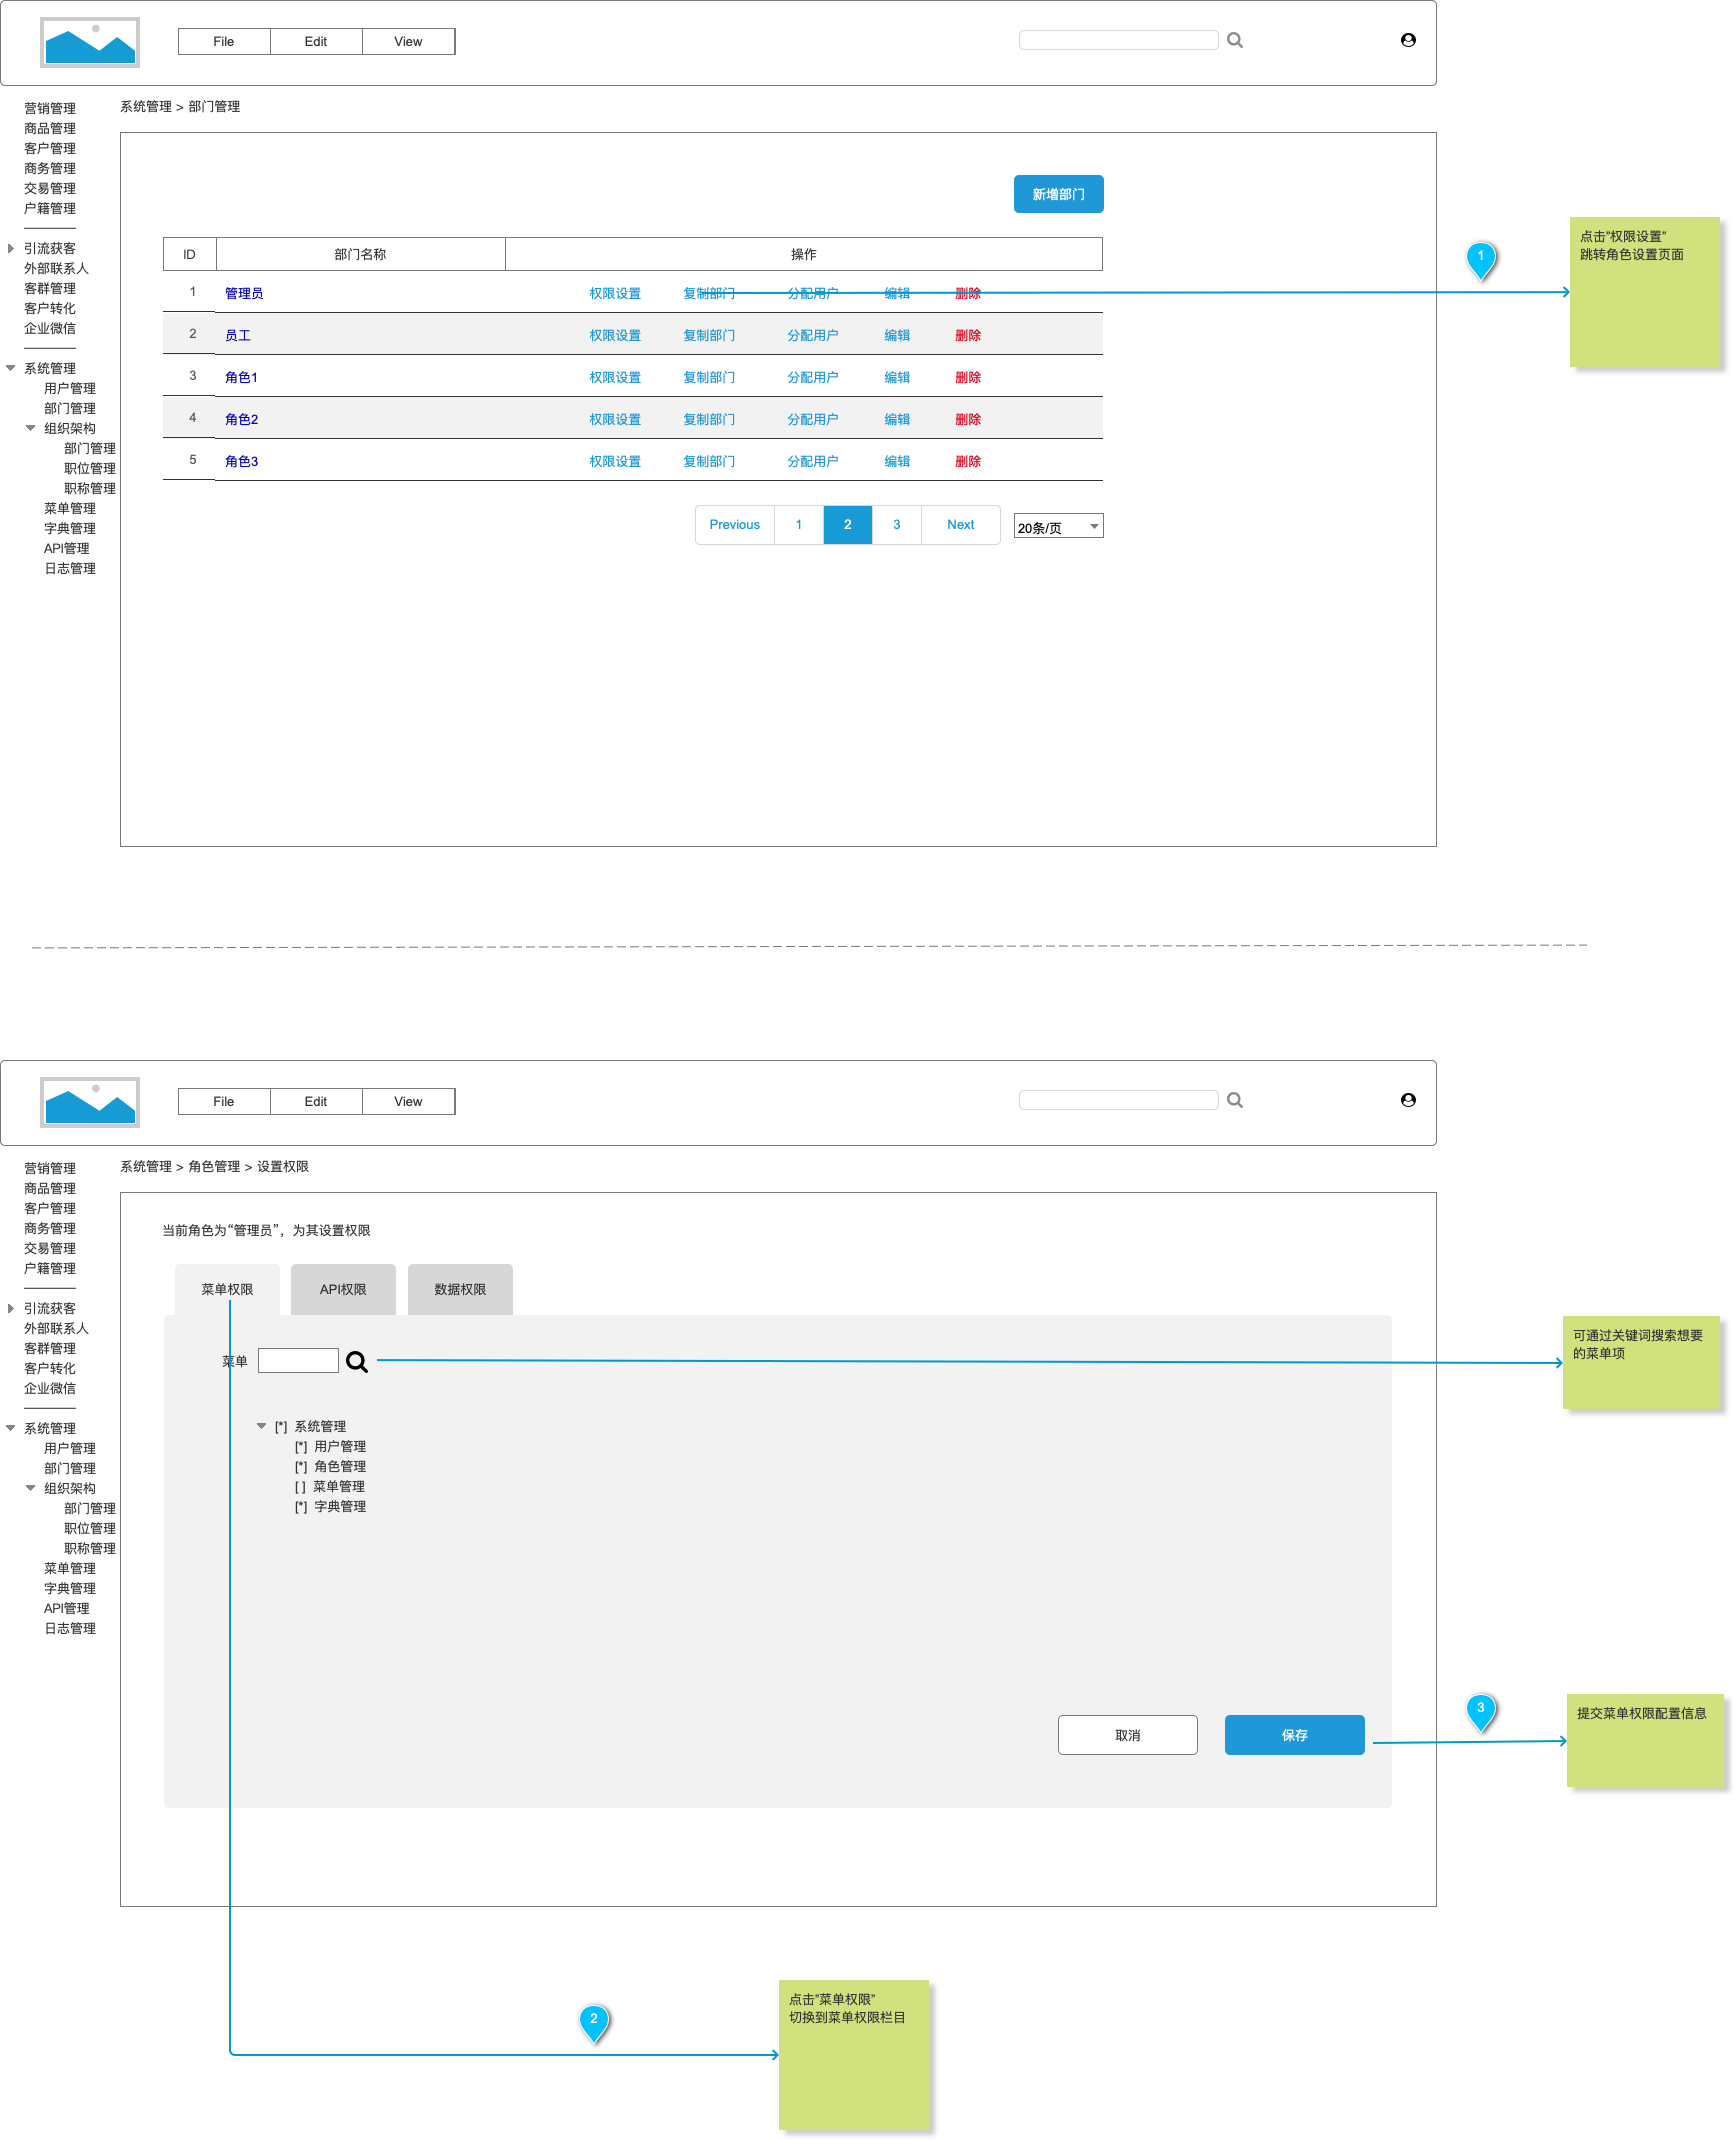 File Edit View
系统管理 > 部门管理
营销管理
商品管理
客户管理
商务管理
交易管理
户籍管理
引流获客
外部联系人
客群管理
客户转化
企业微信
系统管理
用户管理
部门管理
组织架构
部门管理
职位管理
职称管理
菜单管理
字典管理
API管理
日志管理
新增部门
ID 部门名称 操作
1 管理员 权限设置 复制部门 分配用户 编辑 删除
2 员工 权限设置 复制部门 分配用户 编辑 删除
3 角色1 权限设置 复制部门 分配用户 编辑 删除
4 角色2 权限设置 复制部门 分配用户 编辑 删除
5 角色3 权限设置 复制部门 分配用户 编辑 删除
Previous 1 2 3 Next 20条/页
1
点击”权限设置”
跳转角色设置页面
File Edit View
系统管理 > 角色管理 > 设置权限
营销管理
商品管理
客户管理
商务管理
交易管理
户籍管理
引流获客
外部联系人
客群管理
客户转化
企业微信
系统管理
用户管理
部门管理
组织架构
部门管理
职位管理
职称管理
菜单管理
字典管理
API管理
日志管理
当前角色为“管理员”，为其设置权限
菜单权限 API权限 数据权限
菜单
[*] 系统管理
[*] 用户管理
[*] 角色管理
[ ] 菜单管理
[*] 字典管理
取消 保存
可通过关键词搜索想要
的菜单项
3
提交菜单权限配置信息
2
点击”菜单权限”
切换到菜单权限栏目